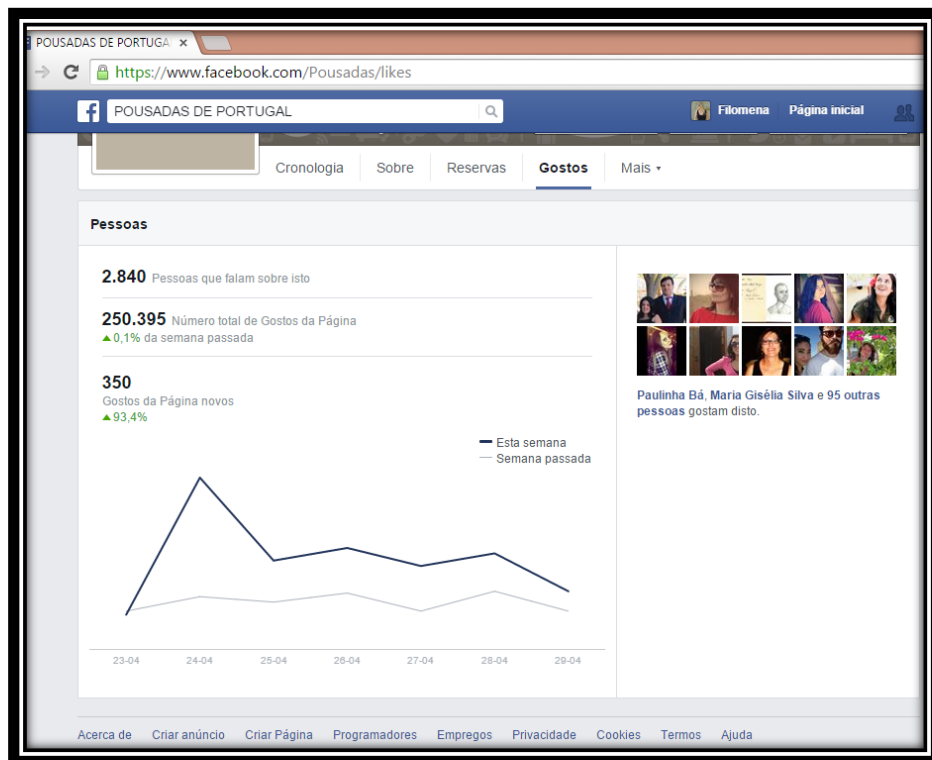 POUSADAS DE PORTUGA
https://www.facebook.com/Pousadas/likes
POUSADAS DE PORTUGAL Filomena Página inicial
Cronologia Sobre Reservas Gostos Mais
Pessoas
2.840 Pessoas que falam sobre isto
250.395 Número total de Gostos da Página
0,1% da semana passada
350
Gostos da Página novos
93,4%
Esta semana
Semana passada
23-04 24-04 25-04 26-04 27-04 28-04 29-04
Paulinha Bá, Maria Gisélia Silva e 95 outras
pessoas gostam disto.
Acerca de Criar anúncio Criar Página Programadores Empregos Privacidade Cookies Termos Ajuda